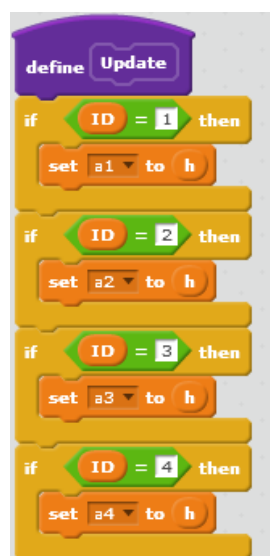 define Update
if ID = 1 then
set a1 to h
if ID = 2 then
set a2 to h
if ID = 3 then
set a3 to h
if ID = 4 then
set a4 to h